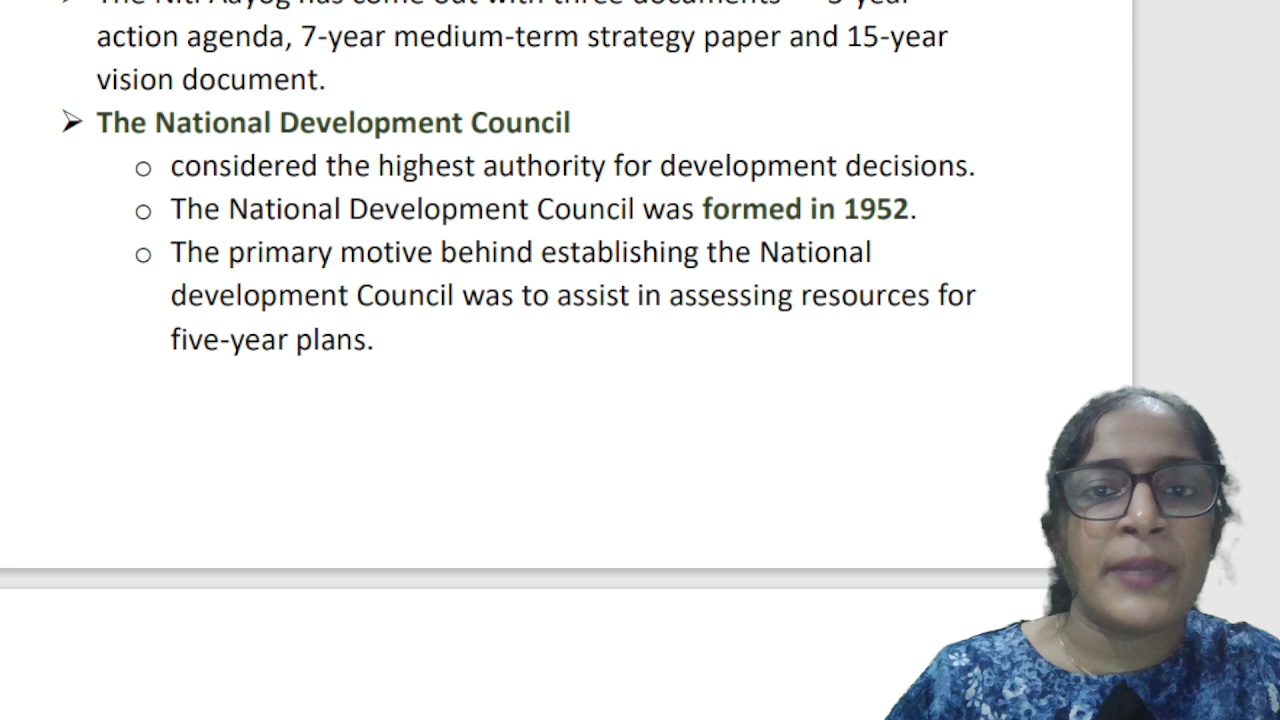 The Niti Aayog has come out with three documents — 3-year
action agenda, 7-year medium-term strategy paper and 15-year
vision document.
The National Development Council
considered the highest authority for development decisions.
The National Development Council was formed in 1952.
The primary motive behind establishing the National
development Council was to assist in assessing resources for
five-year plans.